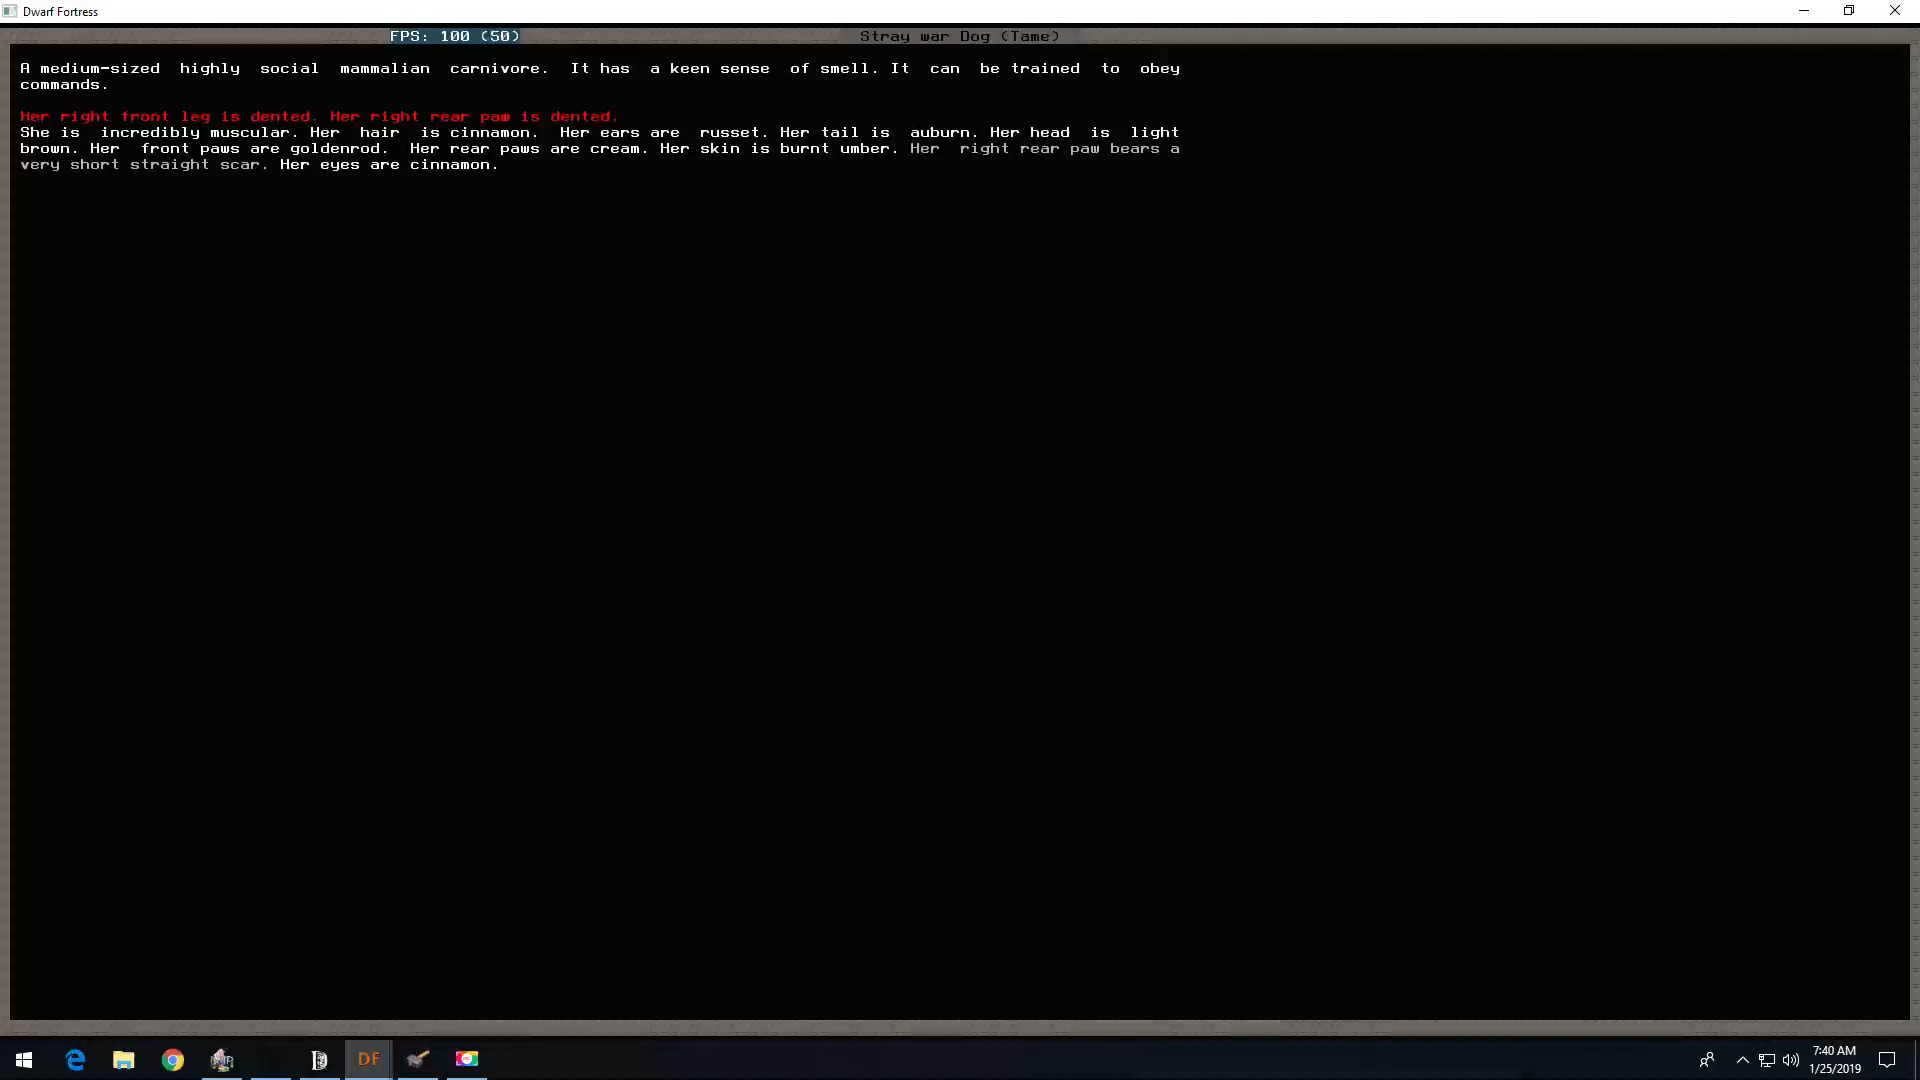 Dwarf Fortress
FPS: 100 (50)
Stray war Dog (Tame)
A medium-sized highly social mammalian carnivore. It has a keen sense of smell. It can be trained to obey
commands.
Her right front leg is dented. Her right rear paw is dented.
She is incredibly muscular. Her hair is cinnamon. Her ears are russet. Her tail is auburn. Her head is light
brown. Her front paws are goldenrod. Her rear paws are cream. Her skin is burnt umber. Her right rear paw bears a
very short straight scar. Her eyes are cinnamon.
DF
7:40 AM
1/25/2019